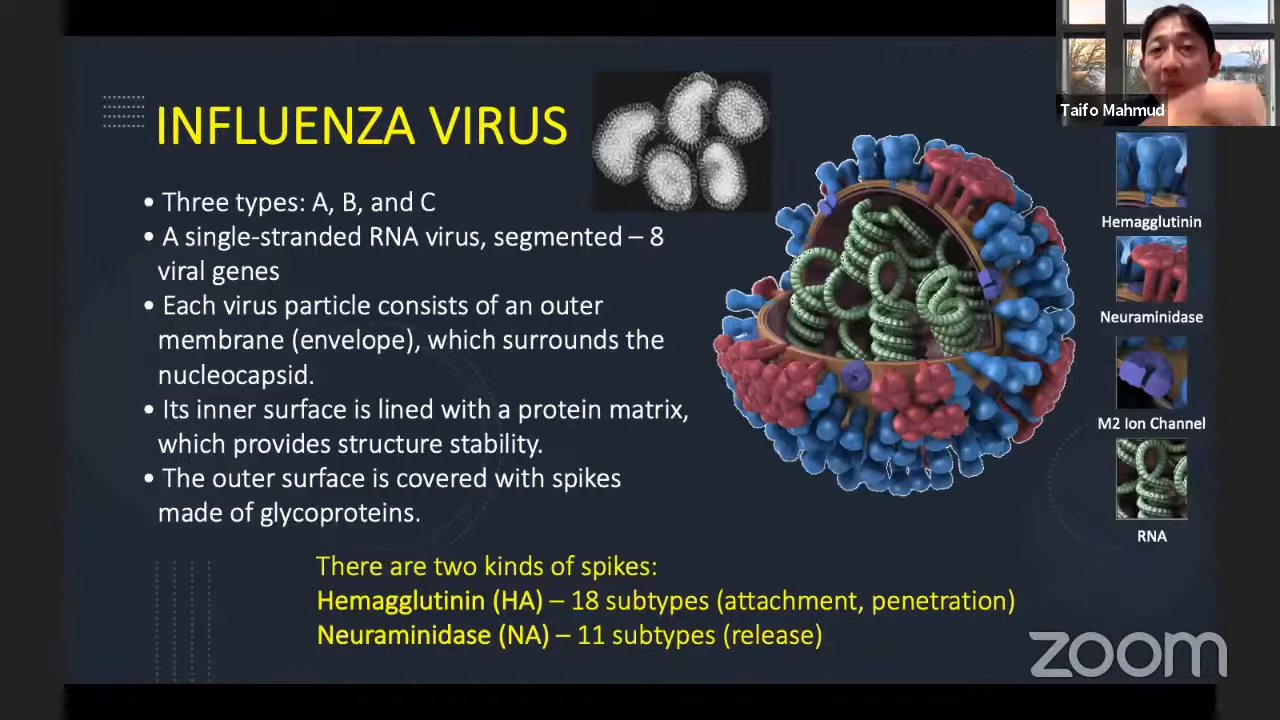 INFLUENZA VIRUS
• Three types: A, B, and C
• A single-stranded RNA virus, segmented – 8
viral genes
• Each virus particle consists of an outer
membrane (envelope), which surrounds the
nucleocapsid.
• Its inner surface is lined with a protein matrix,
which provides structure stability.
• The outer surface is covered with spikes
made of glycoproteins.
There are two kinds of spikes:
Hemagglutinin (HA) – 18 subtypes (attachment, penetration)
Neuraminidase (NA) – 11 subtypes (release)
Taifo Mahmud
Hemagglutinin
Neuraminidase
M2 Ion Channel
RNA
zoom